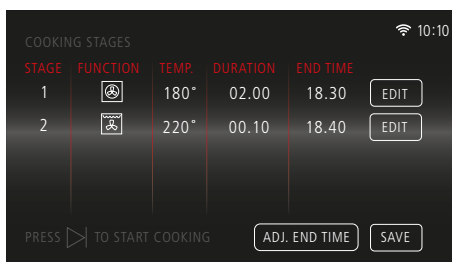 10:10
COOKING STAGES
STAGE FUNCTION TEMP. DURATION END TIME
1 180° 02.00 18.30 EDIT
2 220° 00.10 18.40 EDIT
PRESS TO START COOKING ADJ. END TIME SAVE